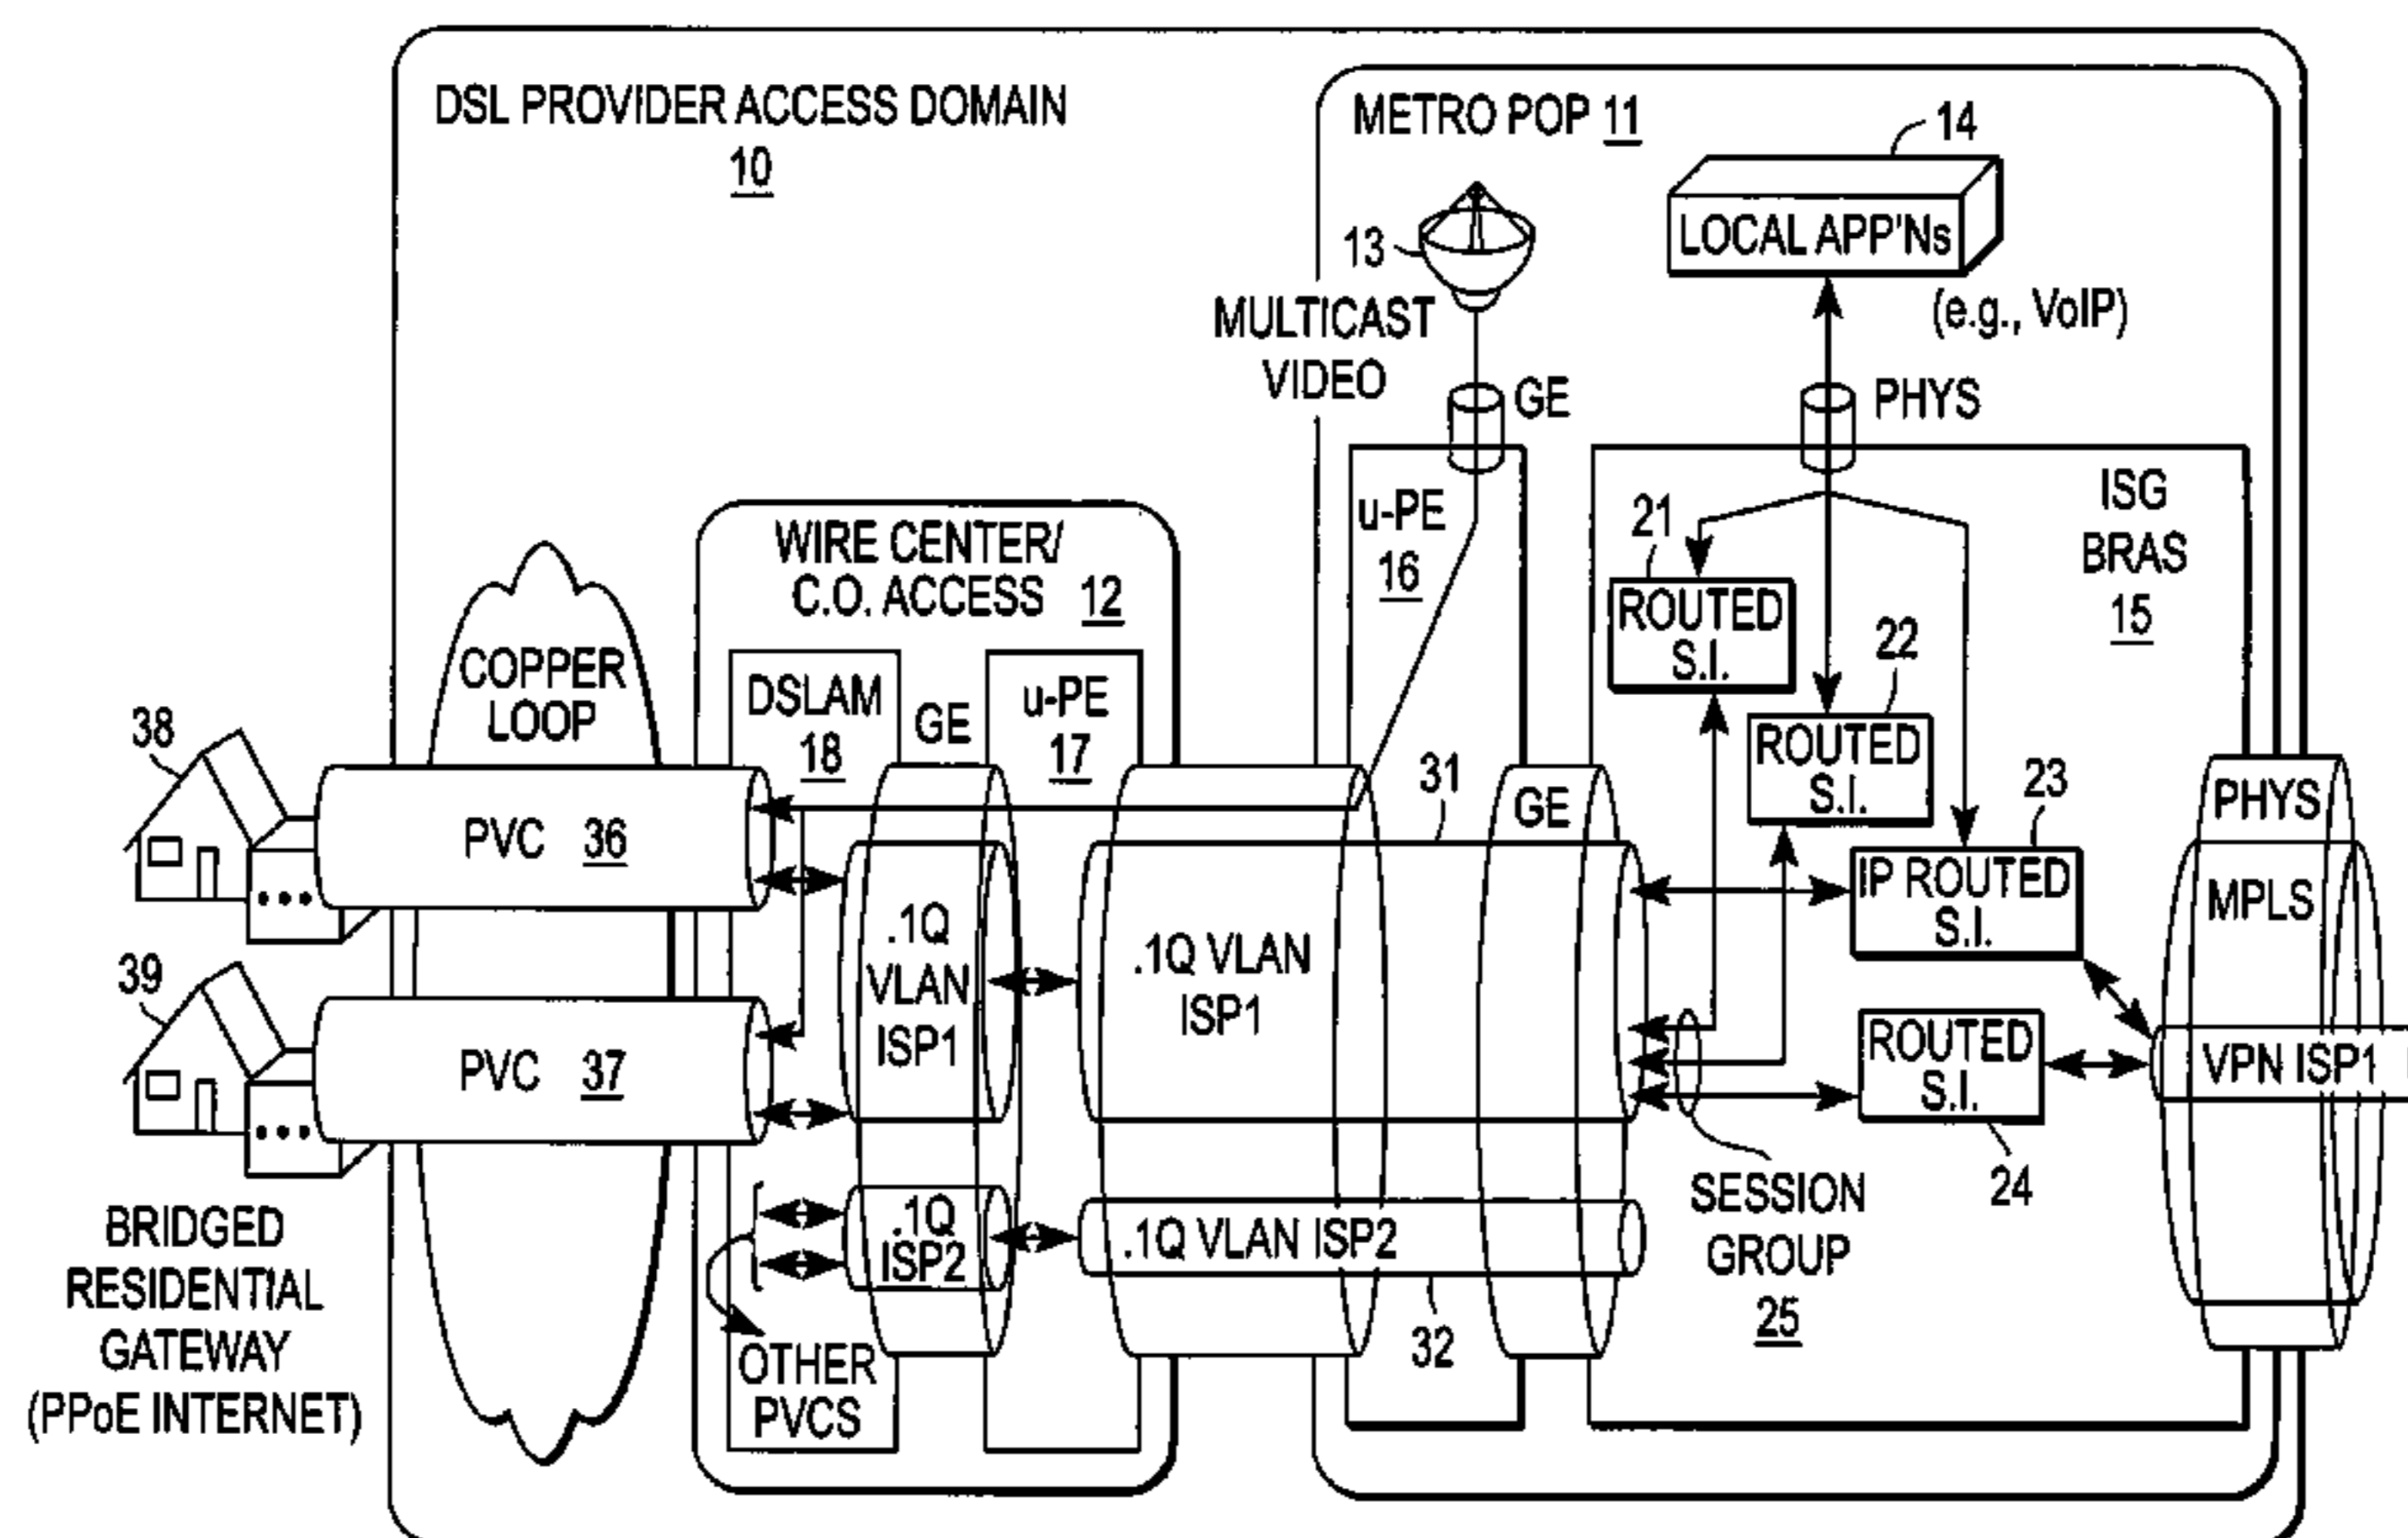 DSL PROVIDER ACCESS DOMAIN
10
METRO POP 11
14
LOCAL APP'Ns
(e.g., VoIP)
13
MULTICAST
VIDEO
GE
PHYS
u-PE
16
ISG
BRAS
15
21
ROUTED
S.I.
22
ROUTED
S.I.
23
IP ROUTED
S.I.
ROUTED
S.I.
24
WIRE CENTER/
C.O. ACCESS 12
COPPER
LOOP
DSLAM
18
GE
u-PE
17
31
GE
38
PVC 36
39
PVC 37
.1Q
VLAN
ISP1
.1Q VLAN
ISP1
.1Q
ISP2
.1Q VLAN ISP2
32
OTHER
PVCS
SESSION
GROUP
25
PHYS
MPLS
VPN ISP1
BRIDGED
RESIDENTIAL
GATEWAY
(PPoE INTERNET)